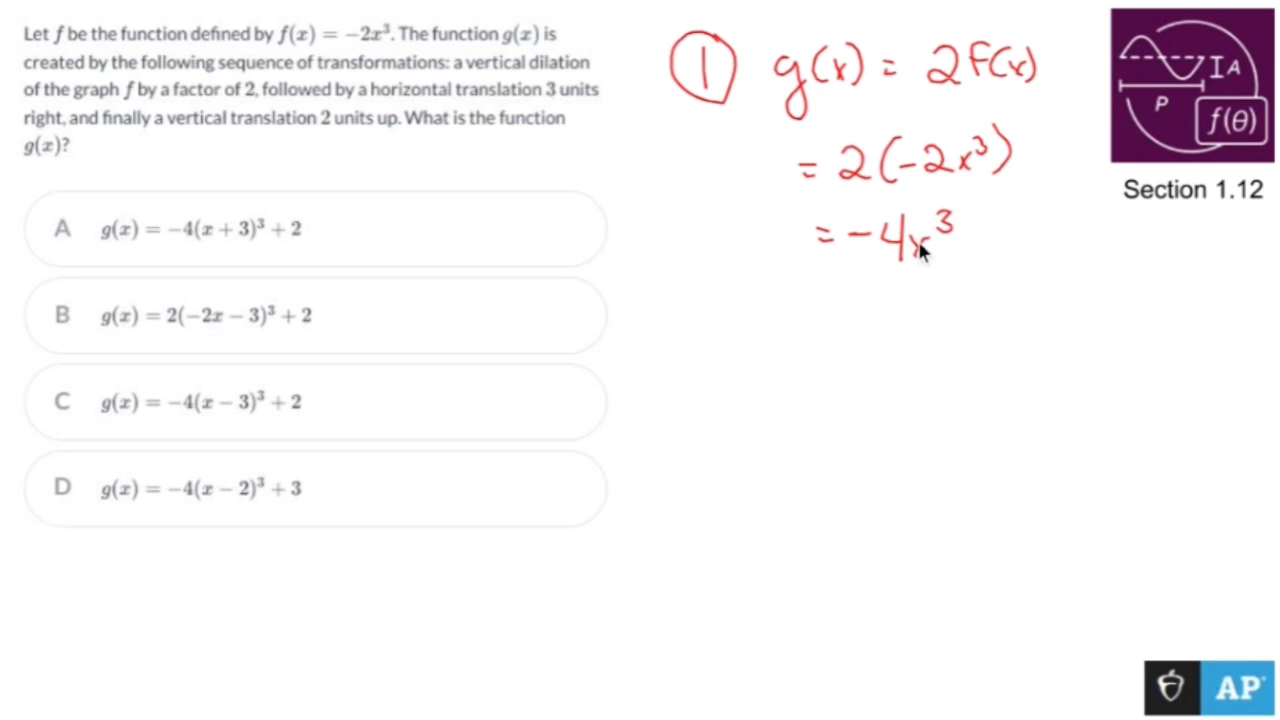 Let f be the function defined by f(x) = −2x³. The function g(x) is
created by the following sequence of transformations: a vertical dilation
of the graph f by a factor of 2, followed by a horizontal translation 3 units
right, and finally a vertical translation 2 units up. What is the function
g(x)?
A g(x) = −4(x + 3)³ + 2
B g(x) = 2(−2x − 3)³ + 2
C g(x) = −4(x − 3)³ + 2
D g(x) = −4(x − 2)³ + 3
1 g(x) = 2f(x)
= 2(−2x³)
= −4x³
A
P
f(θ)
Section 1.12
AP